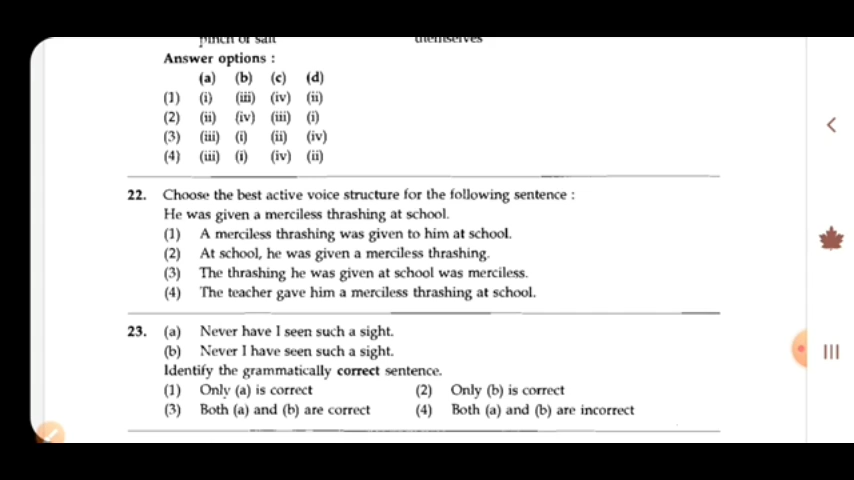 pinch of salt themselves
Answer options :
(a) (b) (c) (d)
(1) (i) (iii) (iv) (ii)
(2) (ii) (iv) (iii) (i)
(3) (iii) (i) (ii) (iv)
(4) (iii) (i) (iv) (ii)
22. Choose the best active voice structure for the following sentence :
He was given a merciless thrashing at school.
(1) A merciless thrashing was given to him at school.
(2) At school, he was given a merciless thrashing.
(3) The thrashing he was given at school was merciless.
(4) The teacher gave him a merciless thrashing at school.
23. (a) Never have I seen such a sight.
(b) Never I have seen such a sight.
Identify the grammatically correct sentence.
(1) Only (a) is correct (2) Only (b) is correct
(3) Both (a) and (b) are correct (4) Both (a) and (b) are incorrect